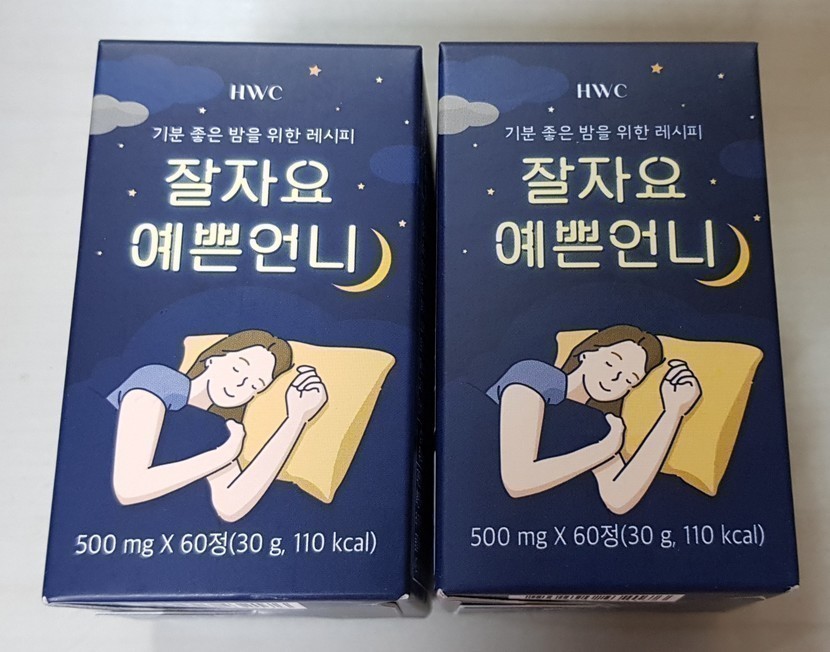 HWC
기분 좋은 밤을 위한 레시피
잘자요
예쁜언니
500 mg X 60정(30 g, 110 kcal)
HWC
기분 좋은 밤을 위한 레시피
잘자요
예쁜언니
500 mg X 60정(30 g, 110 kcal)